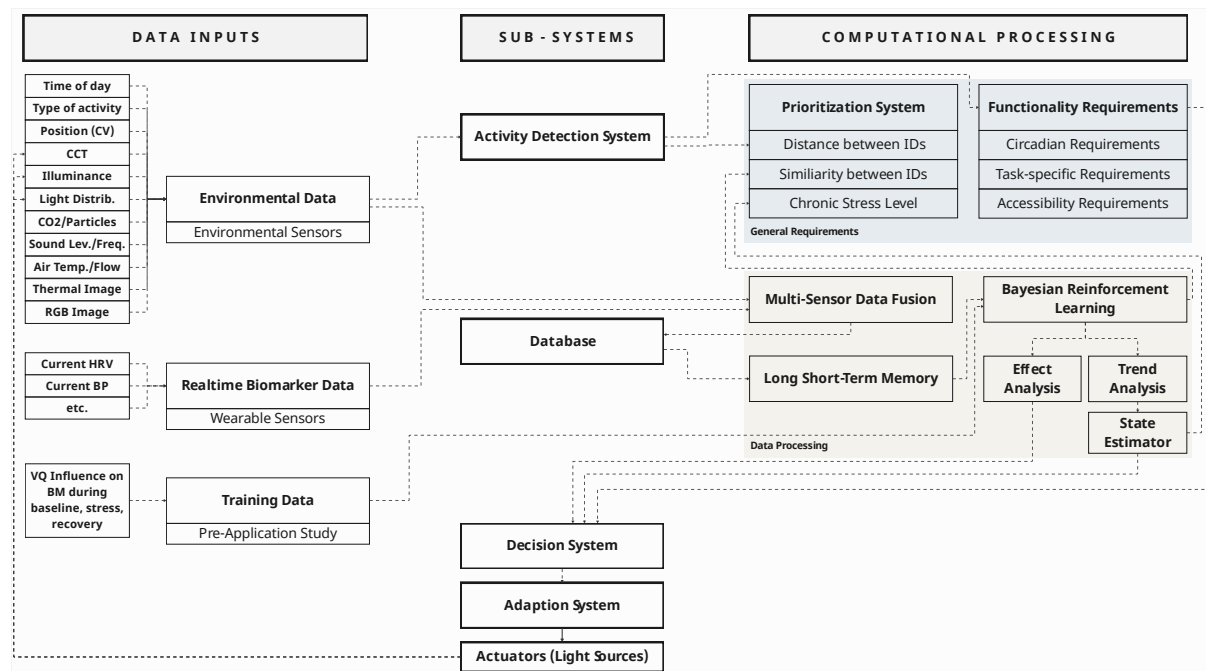 DATA INPUTS
SUB - SYSTEMS
COMPUTATIONAL PROCESSING
Time of day
Type of activity
Position (CV)
CCT
Illuminance
Light Distrib.
CO2/Particles
Sound Lev./Freq.
Air Temp./Flow
Thermal Image
RGB Image
Environmental Data
Environmental Sensors
Current HRV
Current BP
etc.
Realtime Biomarker Data
Wearable Sensors
VQ Influence on
BM during
baseline, stress,
recovery
Training Data
Pre-Application Study
Activity Detection System
Database
Decision System
Adaption System
Actuators (Light Sources)
Prioritization System
Distance between IDs
Similiarity between IDs
Chronic Stress Level
Functionality Requirements
Circadian Requirements
Task-specific Requirements
Accessibility Requirements
General Requirements
Multi-Sensor Data Fusion
Long Short-Term Memory
Bayesian Reinforcement
Learning
Effect
Analysis
Trend
Analysis
State
Estimator
Data Processing